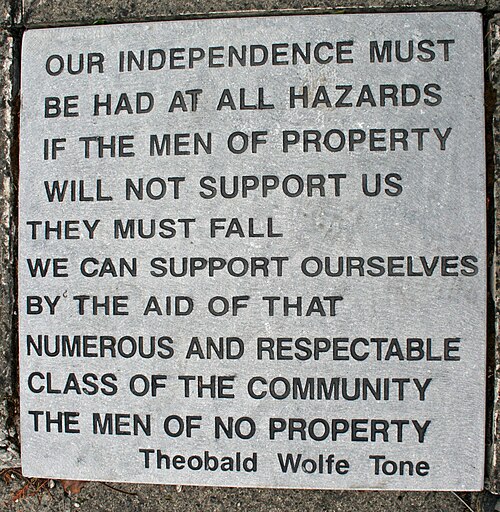 OUR INDEPENDENCE MUST
BE HAD AT ALL HAZARDS
IF THE MEN OF PROPERTY
WILL NOT SUPPORT US
THEY MUST FALL
WE CAN SUPPORT OURSELVES
BY THE AID OF THAT
NUMEROUS AND RESPECTABLE
CLASS OF THE COMMUNITY
THE MEN OF NO PROPERTY
Theobald Wolfe Tone